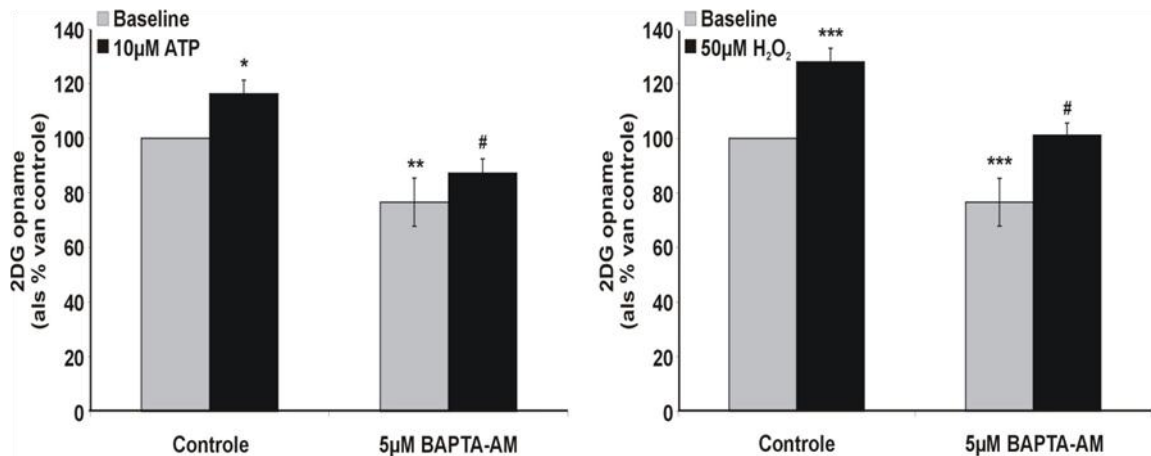 Baseline
10µM ATP
2DG opname
(als % van controle)
140
120
100
80
60
40
20
0
*
**
#
Controle
5µM BAPTA-AM
Baseline
50µM H₂O₂
2DG opname
(als % van controle)
140
120
100
80
60
40
20
0
***
***
#
Controle
5µM BAPTA-AM